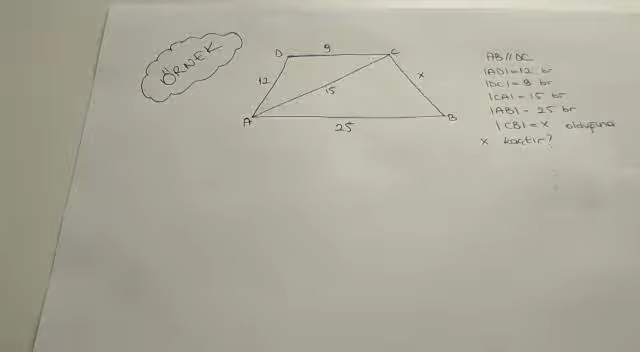 ÖRNEK
D 9 C
12 15 x
A 25 B
AB // DC
|AD| = 12 br
|DC| = 9 br
|CA| = 15 br
|AB| = 25 br
|CB| = x olduğuna
x kaçtır?